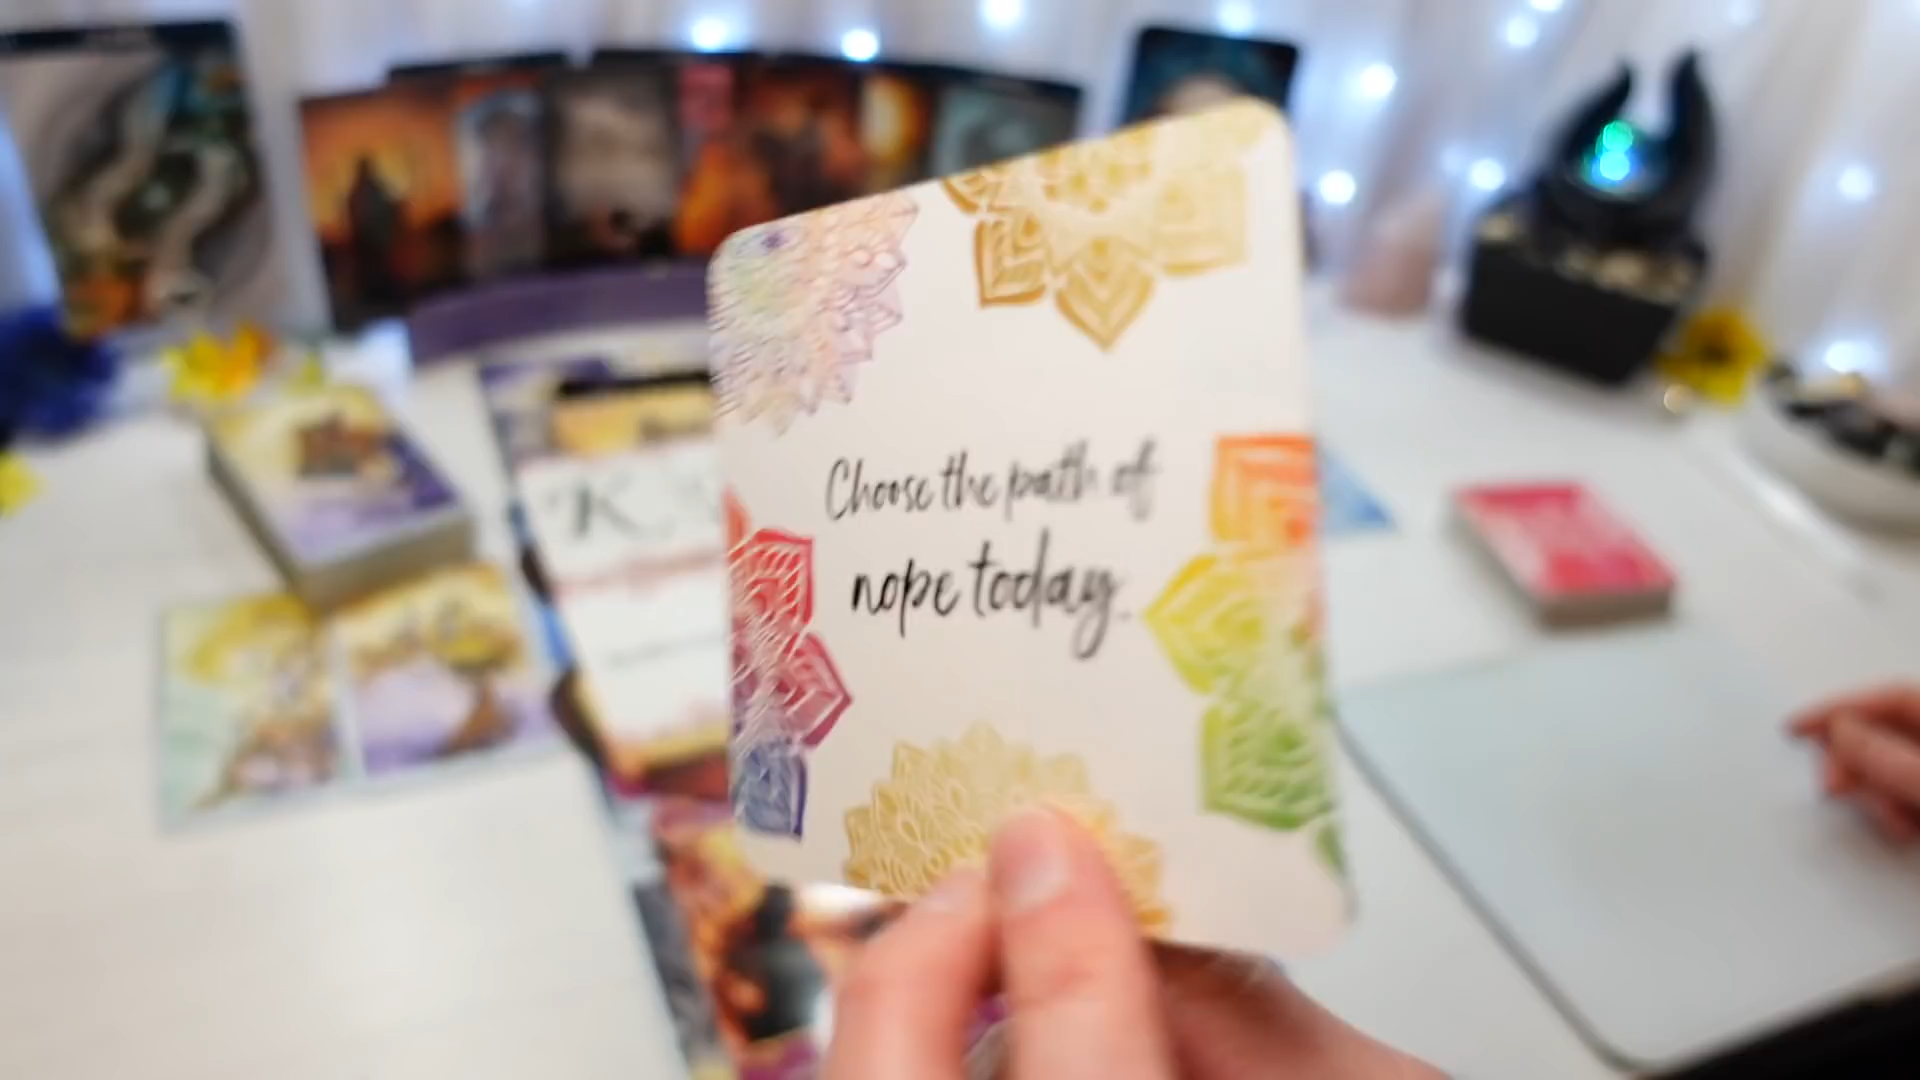 Choose the path of
nope today.
K